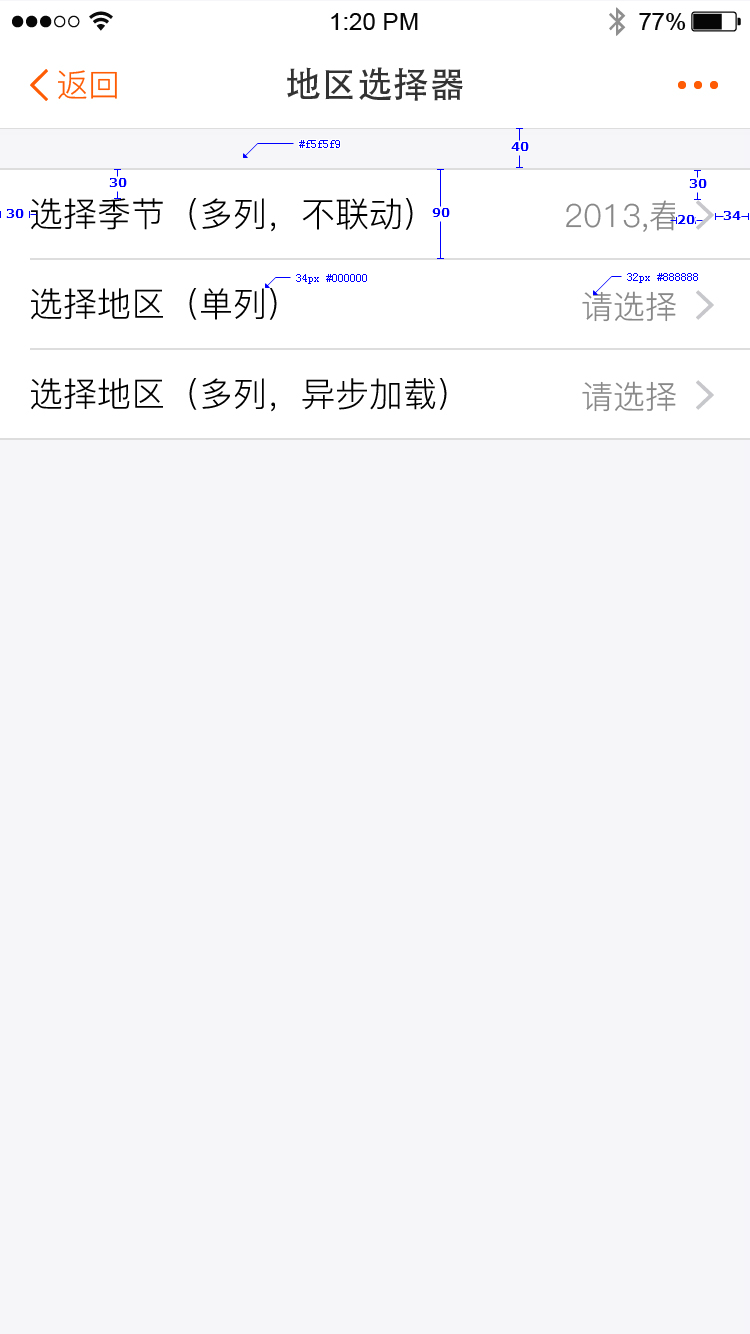 1:20 PM 77%
返回 地区选择器
#f5f5f9 40
30 30
30 选择季节（多列，不联动） 90 2013,春 20 34
34px #000000 32px #888888
选择地区（单列） 请选择
选择地区（多列，异步加载） 请选择